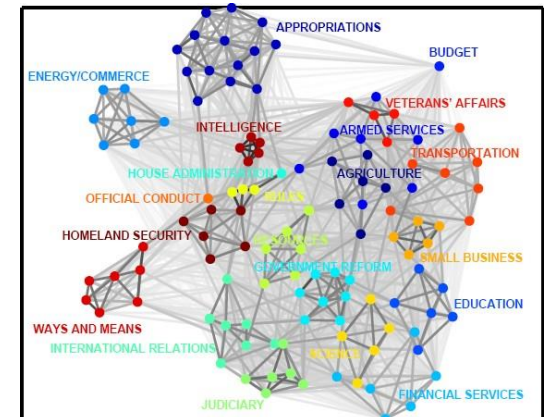 APPROPRIATIONS
BUDGET
ENERGY/COMMERCE
VETERANS' AFFAIRS
INTELLIGENCE
ARMED SERVICES
TRANSPORTATION
HOUSE ADMINISTRATION
AGRICULTURE
OFFICIAL CONDUCT
RULES
HOMELAND SECURITY
RESOURCES
SMALL BUSINESS
GOVERNMENT REFORM
EDUCATION
WAYS AND MEANS
INTERNATIONAL RELATIONS
SCIENCE
FINANCIAL SERVICES
JUDICIARY